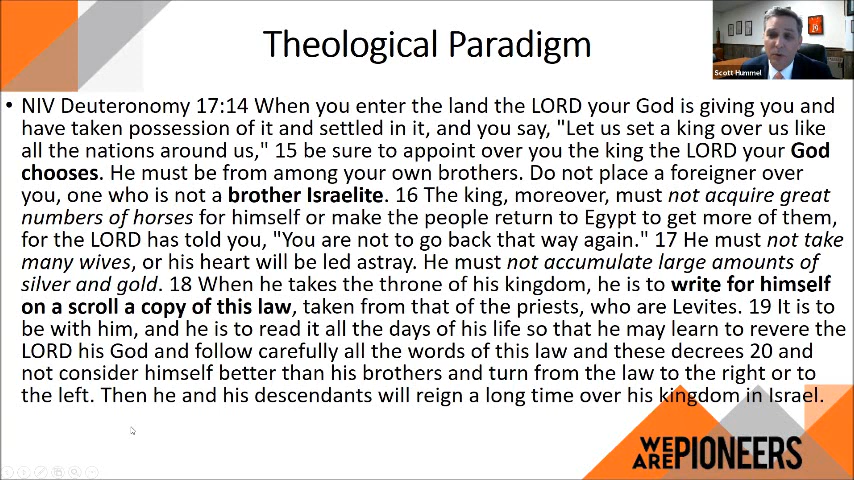 Theological Paradigm
Scott Hummel
• NIV Deuteronomy 17:14 When you enter the land the LORD your God is giving you and
have taken possession of it and settled in it, and you say, "Let us set a king over us like
all the nations around us," 15 be sure to appoint over you the king the LORD your God
chooses. He must be from among your own brothers. Do not place a foreigner over
you, one who is not a brother Israelite. 16 The king, moreover, must not acquire great
numbers of horses for himself or make the people return to Egypt to get more of them,
for the LORD has told you, "You are not to go back that way again." 17 He must not take
many wives, or his heart will be led astray. He must not accumulate large amounts of
silver and gold. 18 When he takes the throne of his kingdom, he is to write for himself
on a scroll a copy of this law, taken from that of the priests, who are Levites. 19 It is to
be with him, and he is to read it all the days of his life so that he may learn to revere the
LORD his God and follow carefully all the words of this law and these decrees 20 and
not consider himself better than his brothers and turn from the law to the right or to
the left. Then he and his descendants will reign a long time over his kingdom in Israel.
WE ARE PIONEERS